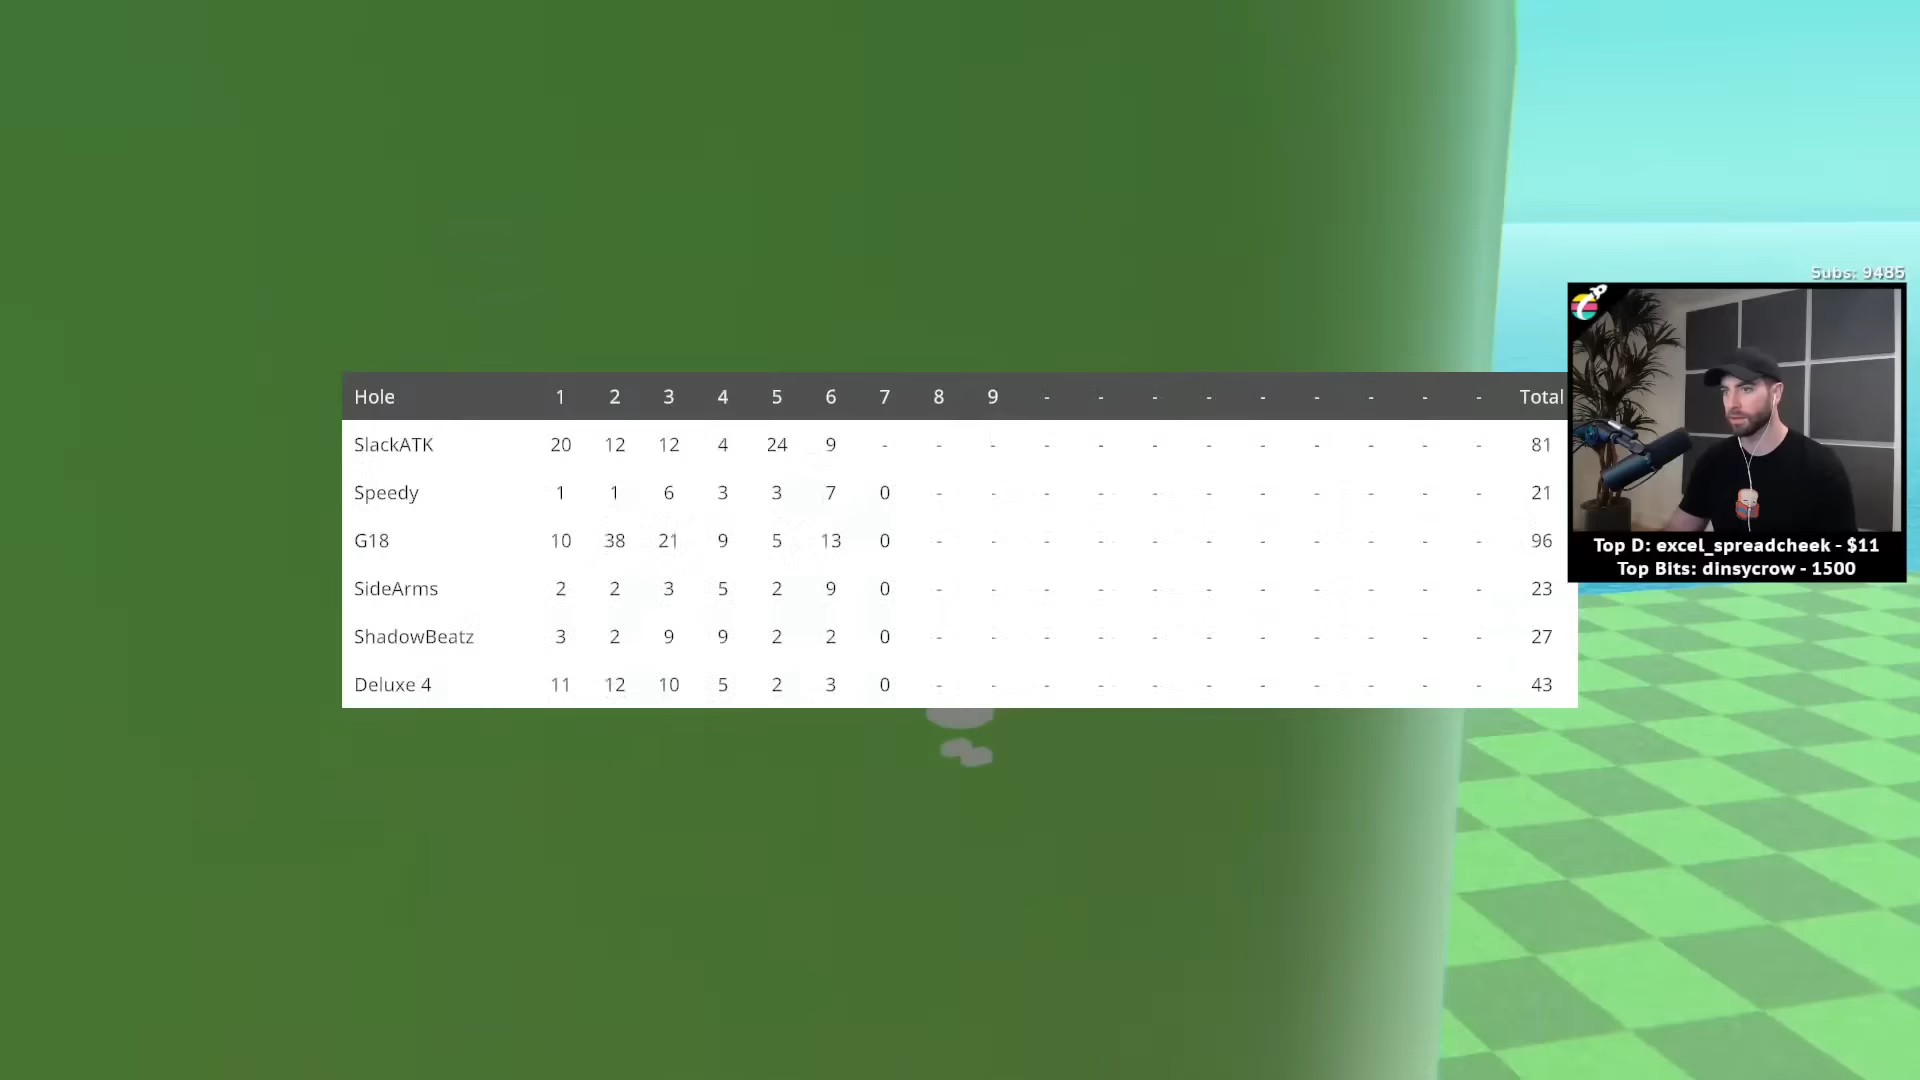 Subs: 9485
Hole 1 2 3 4 5 6 7 8 9 - - - - - - - - - Total
SlackATK 20 12 12 4 24 9 - - - - - - - - - - - - 81
Speedy 1 1 6 3 3 7 0 - - - - - - - - - - - 21
G18 10 38 21 9 5 13 0 - - - - - - - - - - - 96
SideArms 2 2 3 5 2 9 0 - - - - - - - - - - - 23
ShadowBeatz 3 2 9 9 2 2 0 - - - - - - - - - - - 27
Deluxe 4 11 12 10 5 2 3 0 - - - - - - - - - - - 43
Top D: excel_spreadcheek - $11
Top Bits: dinsycrow - 1500